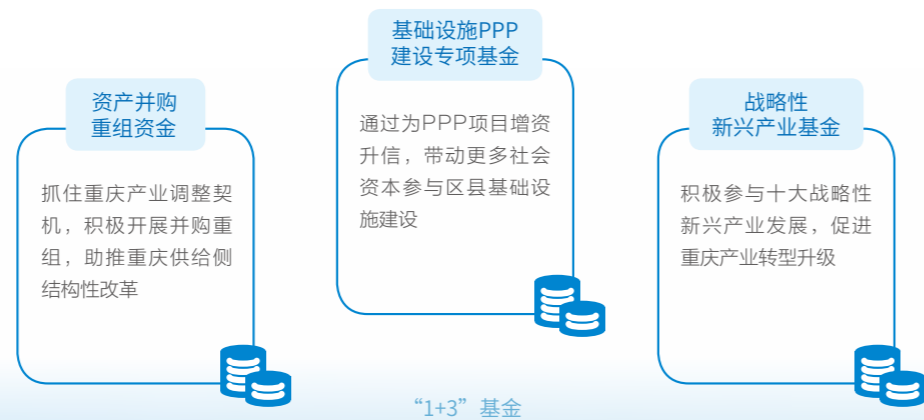 资产并购
重组资金
抓住重庆产业调整契
机，积极开展并购重
组，助推重庆供给侧
结构性改革
基础设施PPP
建设专项基金
通过为PPP项目增资
升信，带动更多社会
资本参与区县基础设
施建设
战略性
新兴产业基金
积极参与十大战略性
新兴产业发展，促进
重庆产业转型升级
“1+3”基金